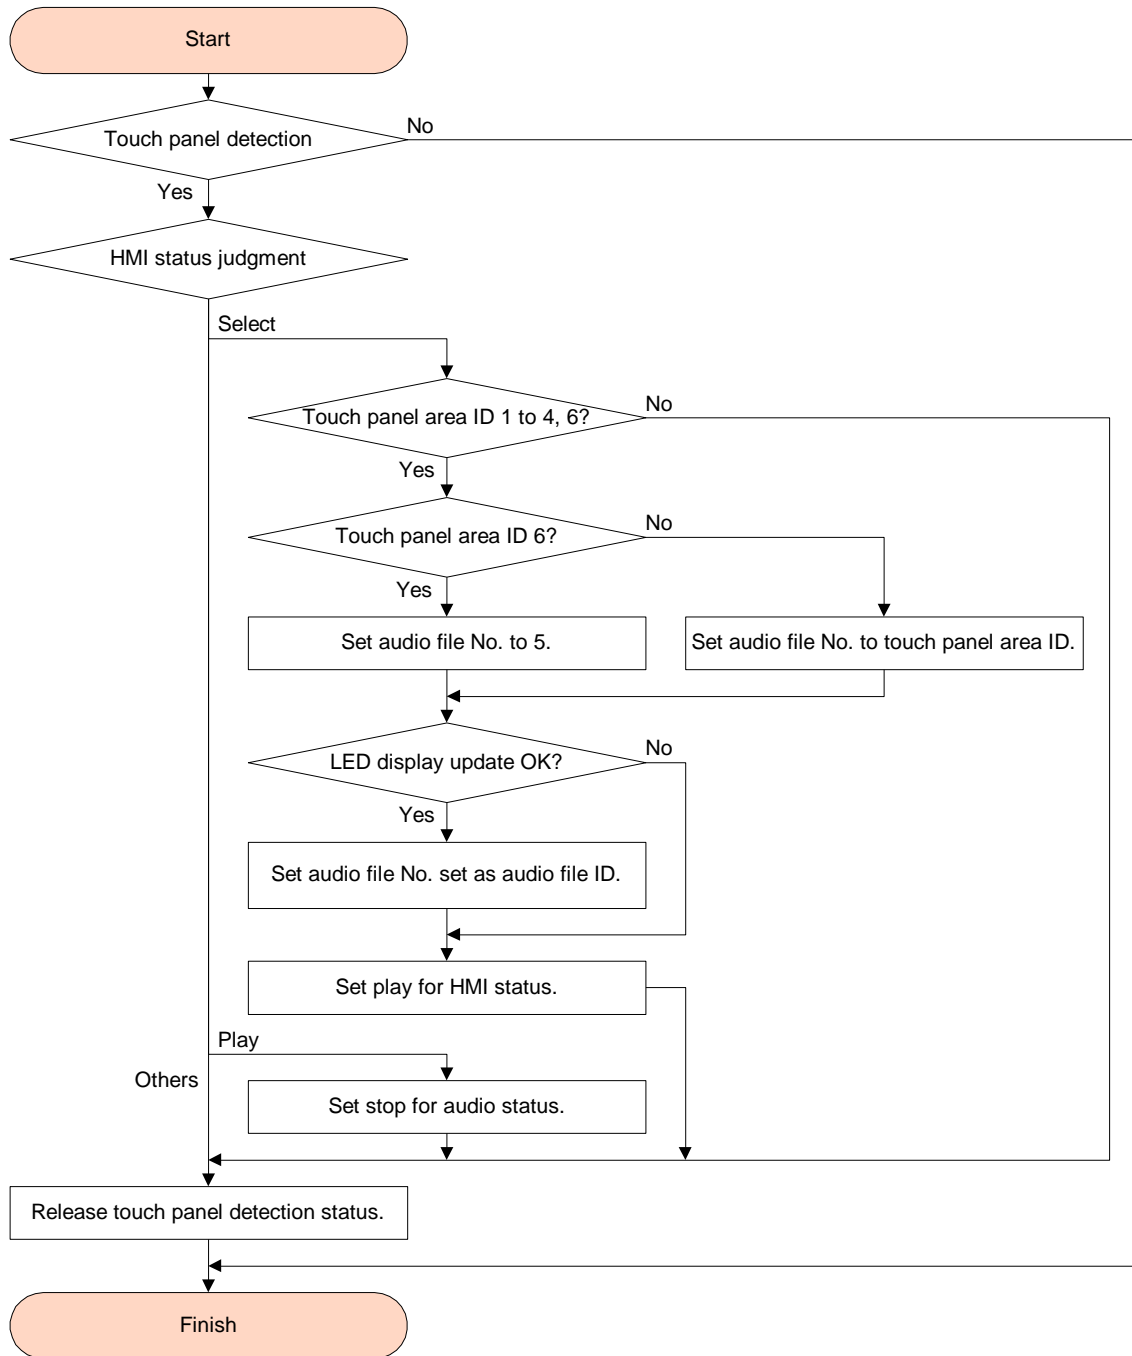 Start
Touch panel detection
No
Yes
HMI status judgment
Select
Touch panel area ID 1 to 4, 6?
No
Yes
Touch panel area ID 6?
No
Yes
Set audio file No. to 5.
Set audio file No. to touch panel area ID.
LED display update OK?
No
Yes
Set audio file No. set as audio file ID.
Set play for HMI status.
Play
Others
Set stop for audio status.
Release touch panel detection status.
Finish